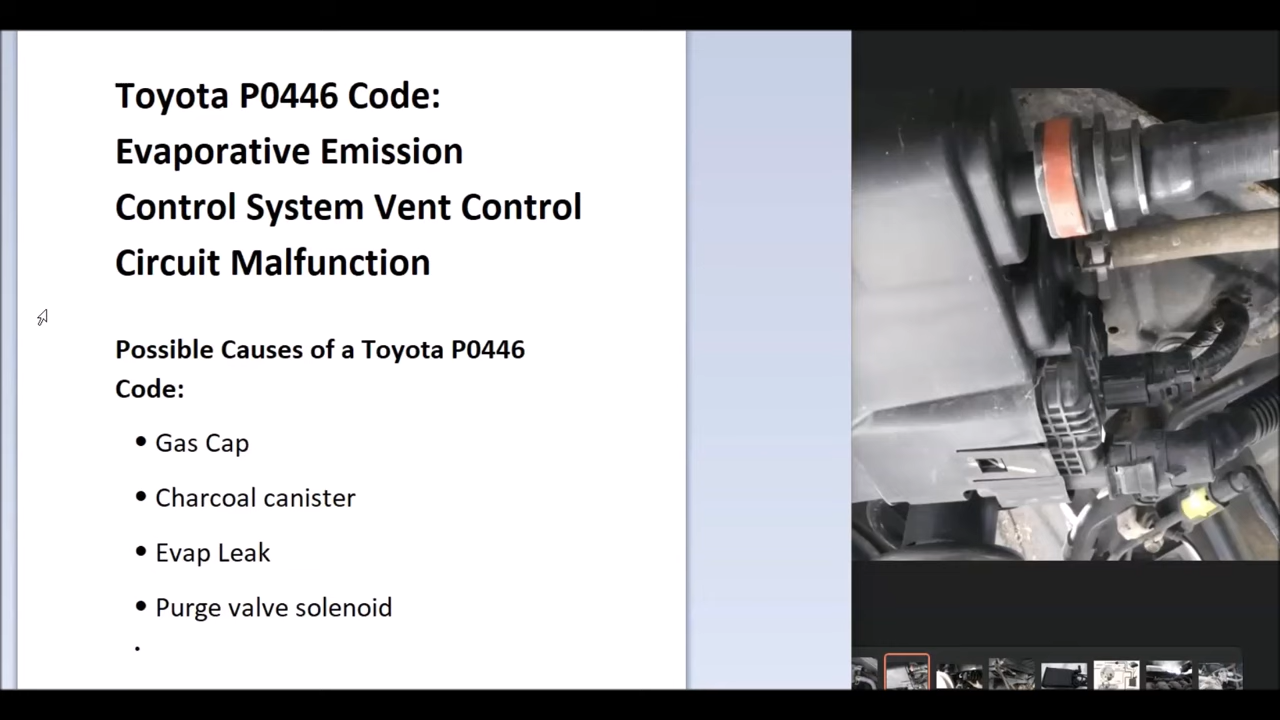 Toyota P0446 Code:
Evaporative Emission
Control System Vent Control
Circuit Malfunction
Possible Causes of a Toyota P0446
Code:
• Gas Cap
• Charcoal canister
• Evap Leak
• Purge valve solenoid
•